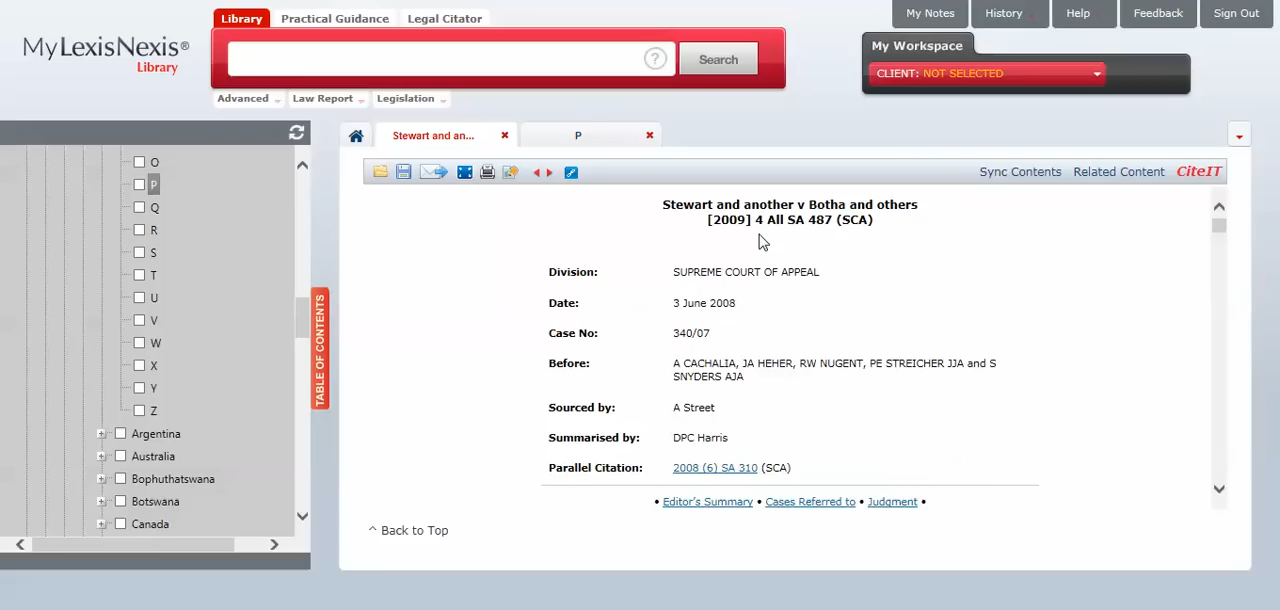 Library
Practical Guidance
Legal Citator
My Notes
History
Help
Feedback
Sign Out
MyLexisNexis®
Library
?
Search
My Workspace
CLIENT: NOT SELECTED
Advanced
Law Report
Legislation
Stewart and an...
P
O
P
Q
R
S
T
U
V
W
X
Y
Z
Argentina
Australia
Bophuthatswana
Botswana
Canada
TABLE OF CONTENTS
Sync Contents
Related Content
CiteIT
Stewart and another v Botha and others
[2009] 4 All SA 487 (SCA)
Division: SUPREME COURT OF APPEAL
Date: 3 June 2008
Case No: 340/07
Before: A CACHALIA, JA HEHER, RW NUGENT, PE STREICHER JJA and S
SNYDERS AJA
Sourced by: A Street
Summarised by: DPC Harris
Parallel Citation: 2008 (6) SA 310 (SCA)
• Editor's Summary • Cases Referred to • Judgment •
^ Back to Top